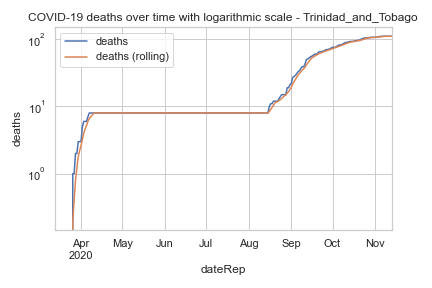 COVID-19 deaths over time with logarithmic scale - Trinidad_and_Tobago
deaths
deaths (rolling)
10²
10¹
10⁰
deaths
Apr May Jun Jul Aug Sep Oct Nov
2020
dateRep